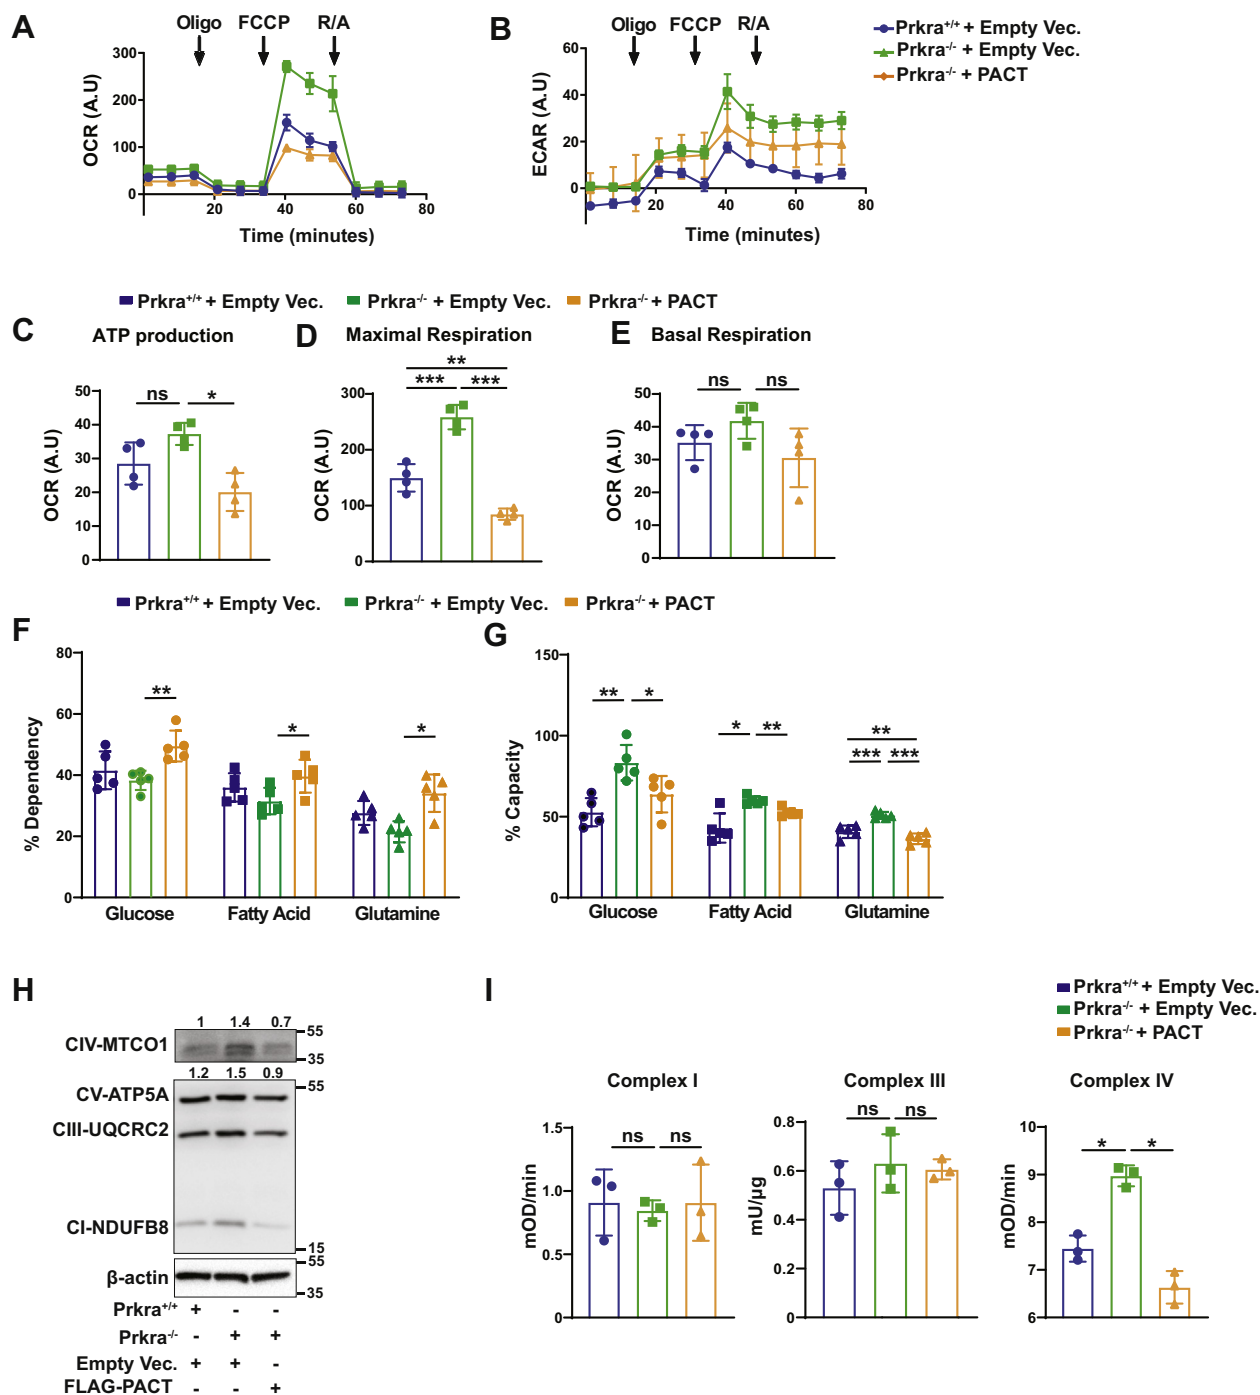 A
Oligo FCCP R/A
OCR (A.U)
300
200
100
0
20 40 60 80
Time (minutes)
B
Oligo FCCP R/A
ECAR (A.U)
60
40
20
0
20 40 60 80
Time (minutes)
Prkra+/+ + Empty Vec.
Prkra-/- + Empty Vec.
Prkra-/- + PACT
Prkra+/+ + Empty Vec. Prkra-/- + Empty Vec. Prkra-/- + PACT
C
ATP production
ns *
OCR (A.U)
50
40
30
20
10
0
D
Maximal Respiration
**
*** ***
OCR (A.U)
300
200
100
0
E
Basal Respiration
ns ns
OCR (A.U)
50
40
30
20
10
0
Prkra+/+ + Empty Vec. Prkra-/- + Empty Vec. Prkra-/- + PACT
F
% Dependency
80
60
40
20
0
** * *
Glucose Fatty Acid Glutamine
G
% Capacity
150
100
50
0
** * * ** **
*** ***
Glucose Fatty Acid Glutamine
H
1 1.4 0.7
CIV-MTCO1
55
35
1.2 1.5 0.9
CV-ATP5A
55
CIII-UQCRC2
CI-NDUFB8
15
β-actin
55
35
Prkra+/+ + - -
Prkra-/- - + +
Empty Vec. + + -
FLAG-PACT - - +
I
Prkra+/+ + Empty Vec.
Prkra-/- + Empty Vec.
Prkra-/- + PACT
Complex I
ns ns
mOD/min
1.5
1.0
0.5
0
Complex III
ns ns
mU/μg
0.8
0.6
0.4
0.2
0
Complex IV
* *
mOD/min
10
9
8
7
6